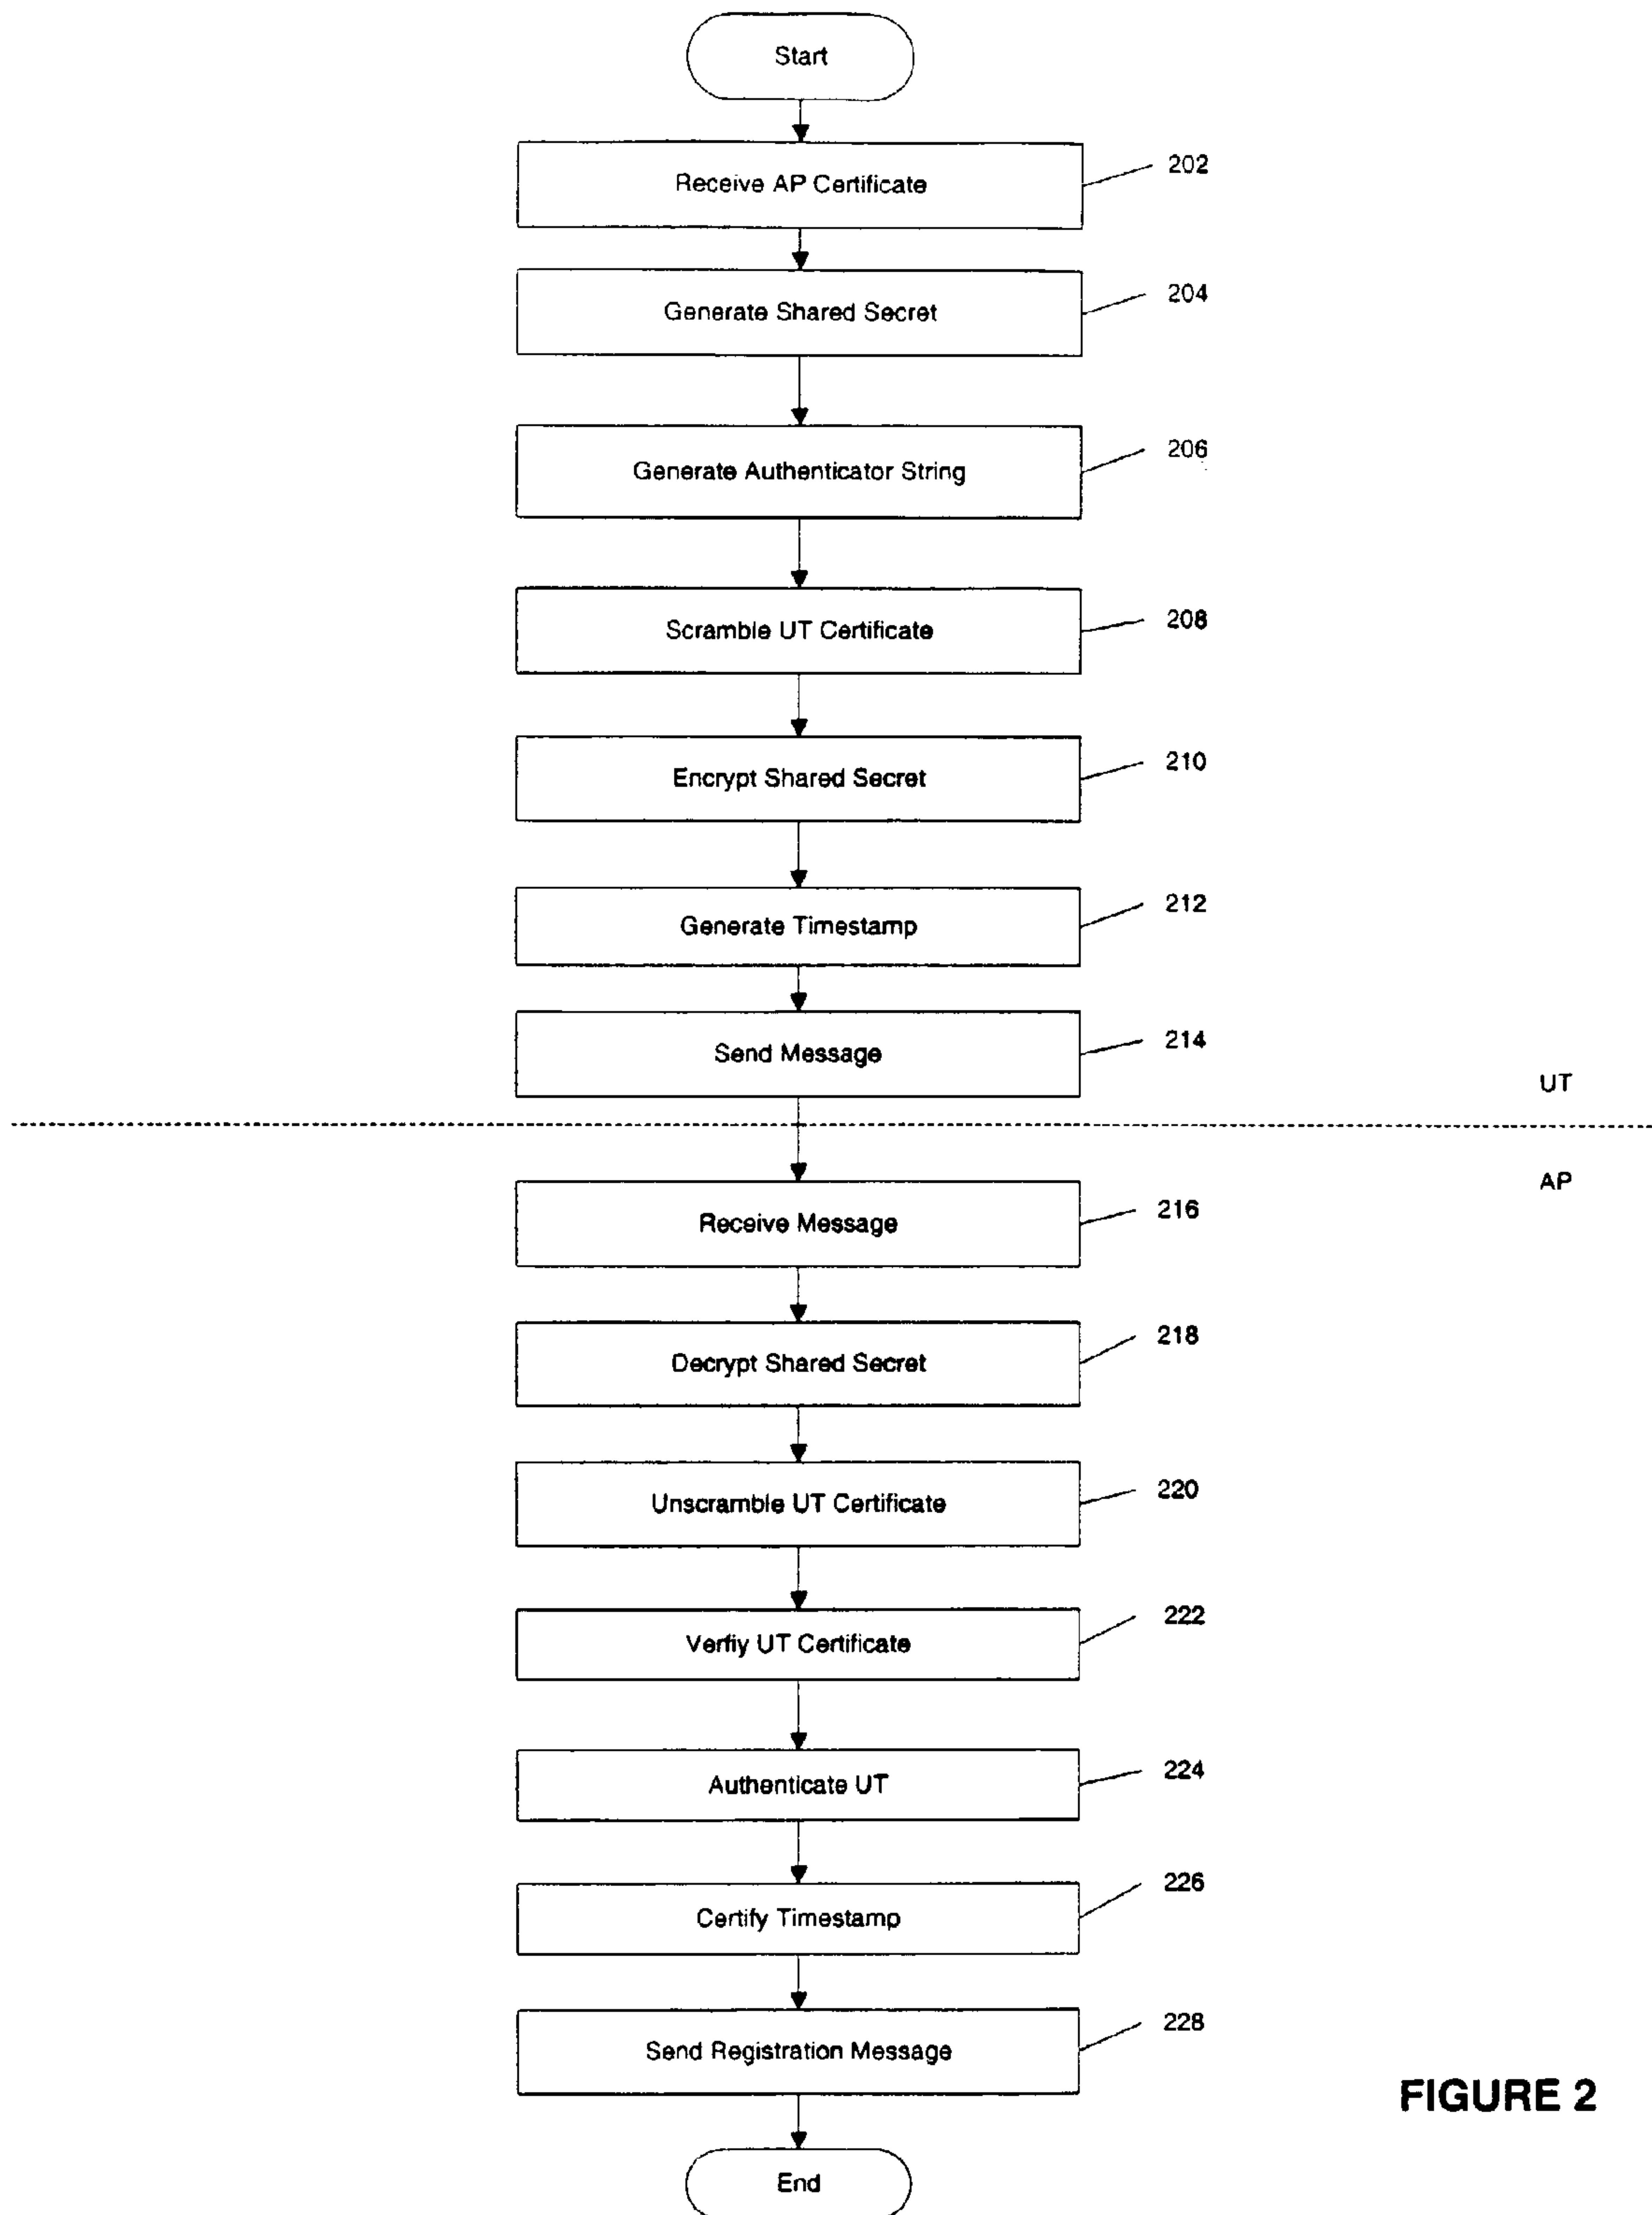 Start
Receive AP Certificate
202
Generate Shared Secret
204
Generate Authenticator String
206
Scramble UT Certificate
208
Encrypt Shared Secret
210
Generate Timestamp
212
Send Message
214
UT
AP
Receive Message
216
Decrypt Shared Secret
218
Unscramble UT Certificate
220
Verfiy UT Certificate
222
Authenticate UT
224
Certify Timestamp
226
Send Registration Message
228
FIGURE 2
End